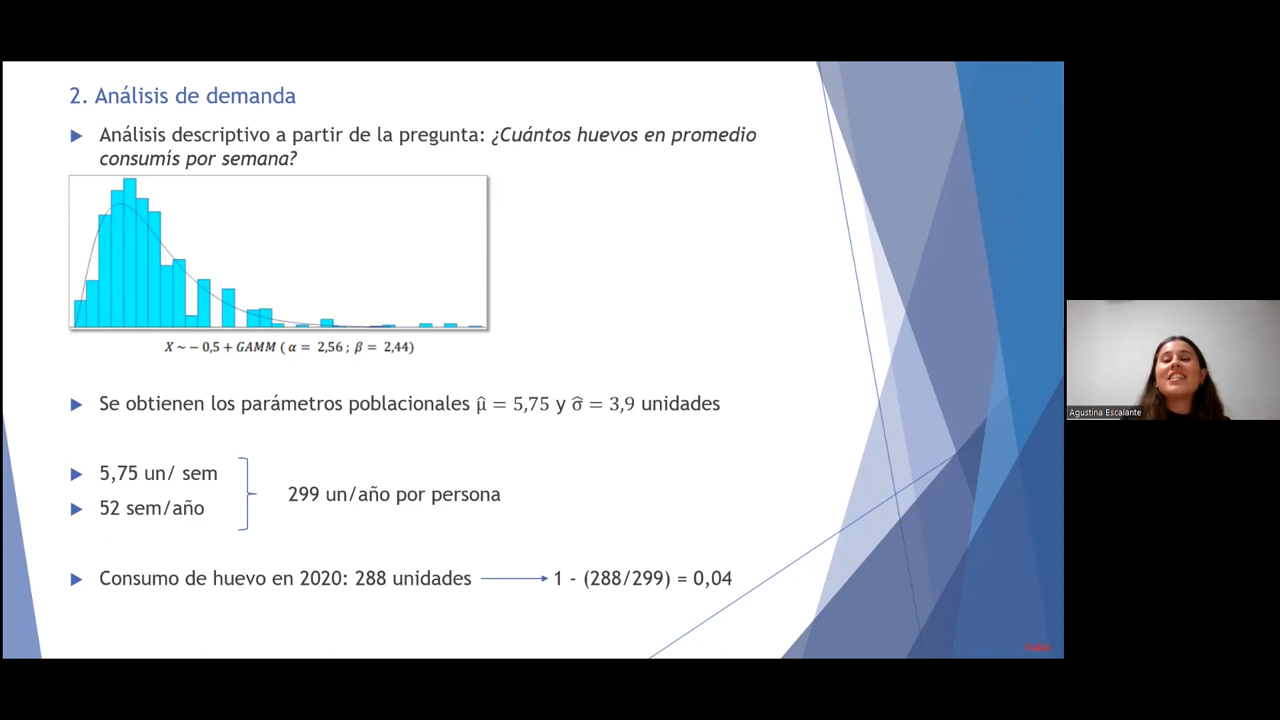 2. Análisis de demanda
Análisis descriptivo a partir de la pregunta: ¿Cuántos huevos en promedio
consumís por semana?
X ~ − 0,5 + GAMM ( α = 2,56 ; β = 2,44)
Se obtienen los parámetros poblacionales μ̂ = 5,75 y σ̂ = 3,9 unidades
5,75 un/ sem
52 sem/año
299 un/año por persona
Consumo de huevo en 2020: 288 unidades
1 - (288/299) = 0,04
Agustina Escalante